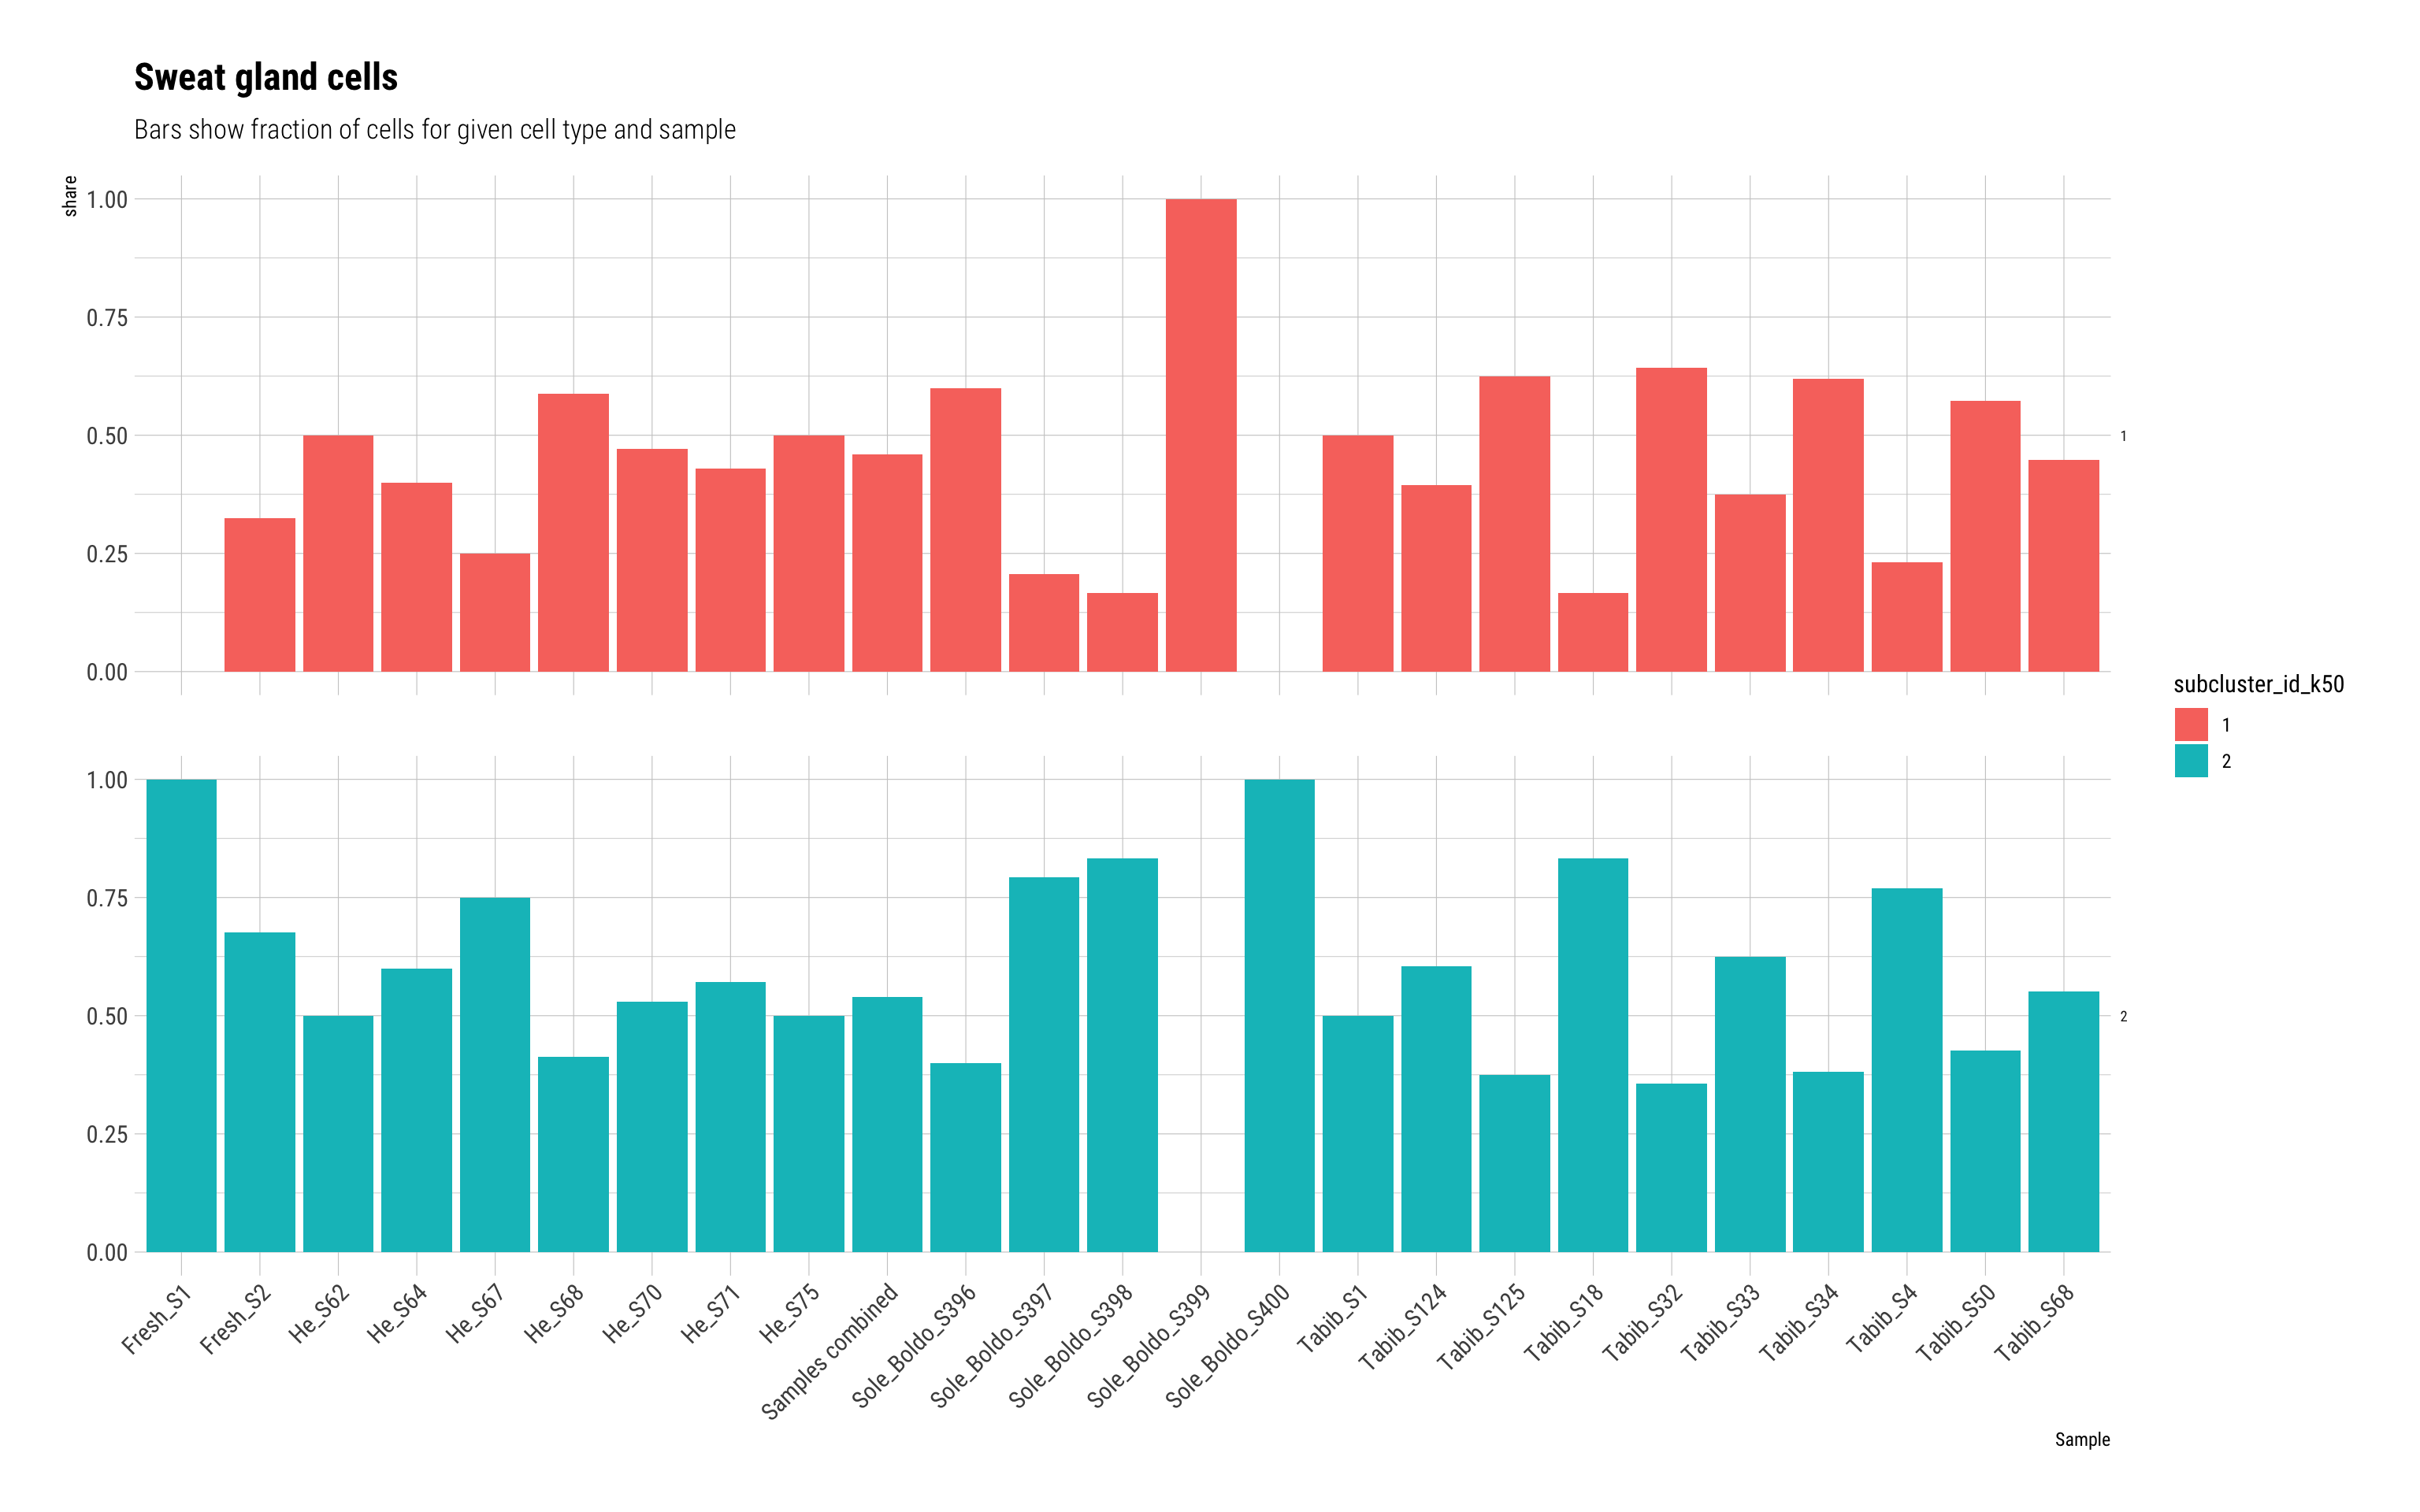 Sweat gland cells
Bars show fraction of cells for given cell type and sample
share
1.00
0.75
0.50
0.25
0.00
1
1.00
0.75
0.50
0.25
0.00
2
Fresh_S1
Fresh_S2
He_S62
He_S64
He_S67
He_S68
He_S70
He_S71
He_S75
Samples combined
Sole_Boldo_S396
Sole_Boldo_S397
Sole_Boldo_S398
Sole_Boldo_S399
Sole_Boldo_S400
Tabib_S1
Tabib_S124
Tabib_S125
Tabib_S18
Tabib_S32
Tabib_S33
Tabib_S34
Tabib_S4
Tabib_S50
Tabib_S68
Sample
subcluster_id_k50
1
2